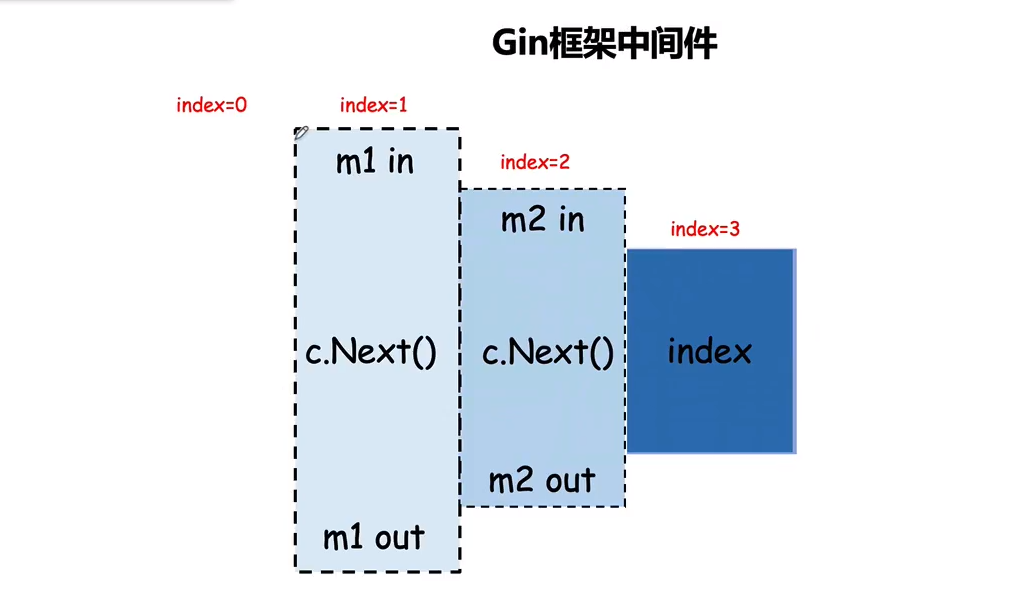 Gin框架中间件
index=0
index=1
m1 in
index=2
m2 in
index=3
c.Next()
c.Next()
index
m2 out
m1 out